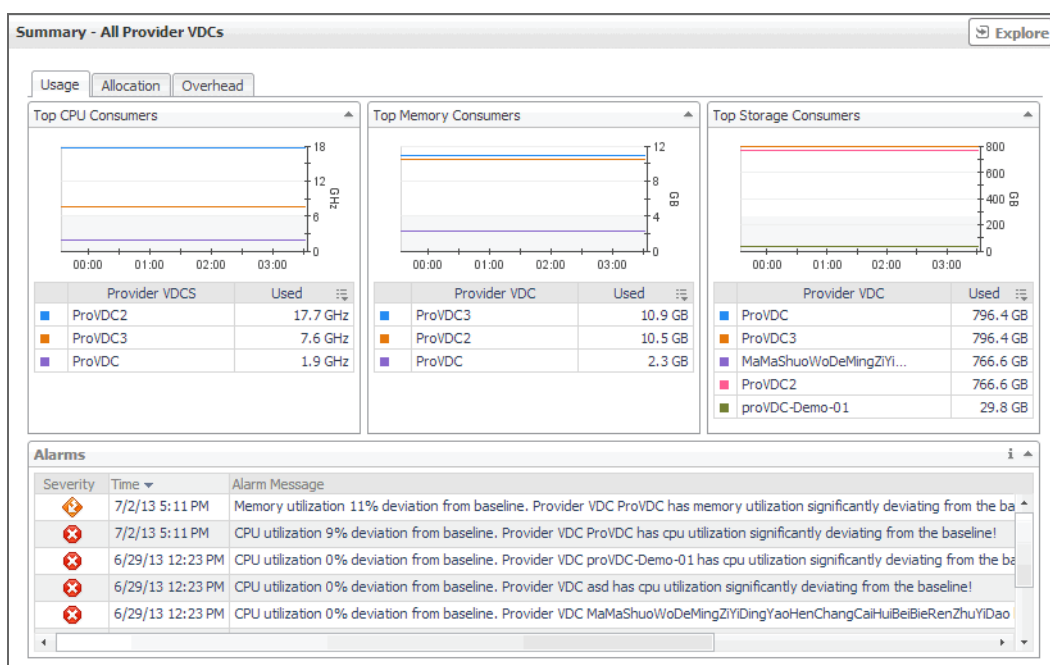 Summary - All Provider VDCs
Explore
Usage Allocation Overhead
Top CPU Consumers
18
12
6
0
GHz
00:00 01:00 02:00 03:00
Provider VDCS Used
ProVDC2 17.7 GHz
ProVDC3 7.6 GHz
ProVDC 1.9 GHz
Top Memory Consumers
12
8
4
0
GB
00:00 01:00 02:00 03:00
Provider VDC Used
ProVDC3 10.9 GB
ProVDC2 10.5 GB
ProVDC 2.3 GB
Top Storage Consumers
800
600
400
200
0
GB
00:00 01:00 02:00 03:00
Provider VDC Used
ProVDC 796.4 GB
ProVDC3 796.4 GB
MaMaShuoWoDeMingZiYi... 766.6 GB
ProVDC2 766.6 GB
proVDC-Demo-01 29.8 GB
Alarms
Severity Time Alarm Message
7/2/13 5:11 PM Memory utilization 11% deviation from baseline. Provider VDC ProVDC has memory utilization significantly deviating from the ba
7/2/13 5:11 PM CPU utilization 9% deviation from baseline. Provider VDC ProVDC has cpu utilization significantly deviating from the baseline!
6/29/13 12:23 PM CPU utilization 0% deviation from baseline. Provider VDC proVDC-Demo-01 has cpu utilization significantly deviating from the ba
6/29/13 12:23 PM CPU utilization 0% deviation from baseline. Provider VDC asd has cpu utilization significantly deviating from the baseline!
6/29/13 12:23 PM CPU utilization 0% deviation from baseline. Provider VDC MaMaShuoWoDeMingZiYiDingYaoHenChangCaiHuiBeiBieRenZhuYiDao